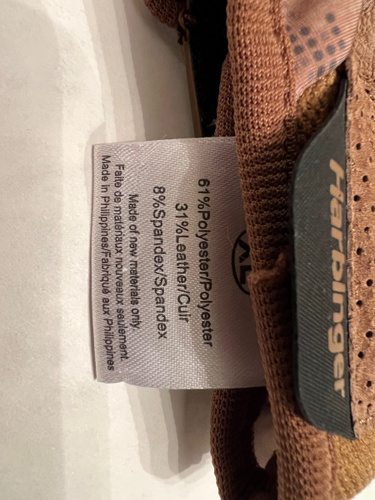 XL
61%Polyester/Polyester
31%Leather/Cuir
8%Spandex/Spandex
Made of new materials only.
Faite de matériaux nouveaux seulement.
Made in Philippines/Fabriqué aux Philippines
Harbinger